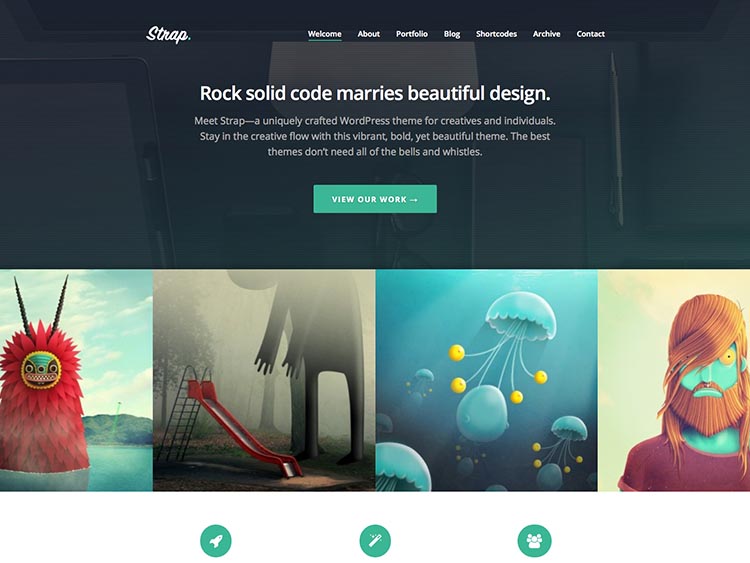 Strap.
Welcome About Portfolio Blog Shortcodes Archive Contact
Rock solid code marries beautiful design.
Meet Strap—a uniquely crafted WordPress theme for creatives and individuals.
Stay in the creative flow with this vibrant, bold, yet beautiful theme. The best
themes don’t need all of the bells and whistles.
VIEW OUR WORK →